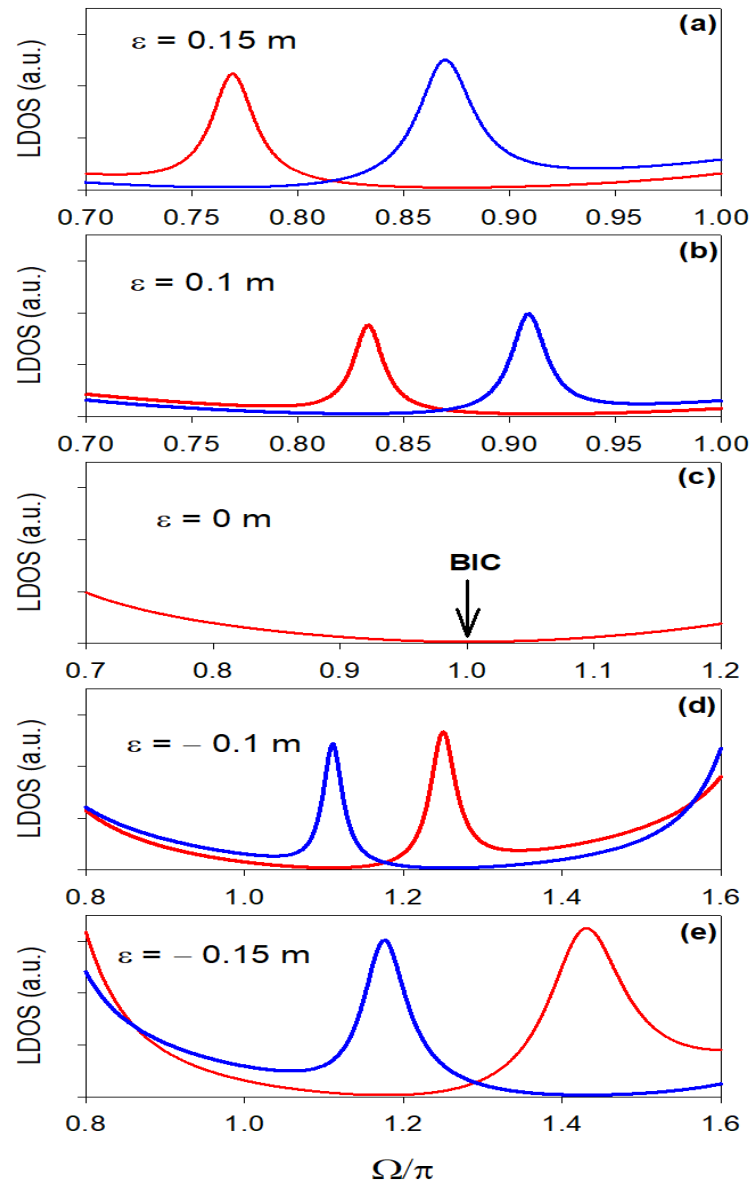 (a)
ε = 0.15 m
LDOS (a.u.)
0.70 0.75 0.80 0.85 0.90 0.95 1.00
(b)
ε = 0.1 m
LDOS (a.u.)
0.70 0.75 0.80 0.85 0.90 0.95 1.00
(c)
ε = 0 m
BIC
LDOS (a.u.)
0.7 0.8 0.9 1.0 1.1 1.2
(d)
ε = – 0.1 m
LDOS (a.u.)
0.8 1.0 1.2 1.4 1.6
(e)
ε = – 0.15 m
LDOS (a.u.)
0.8 1.0 1.2 1.4 1.6
Ω/π